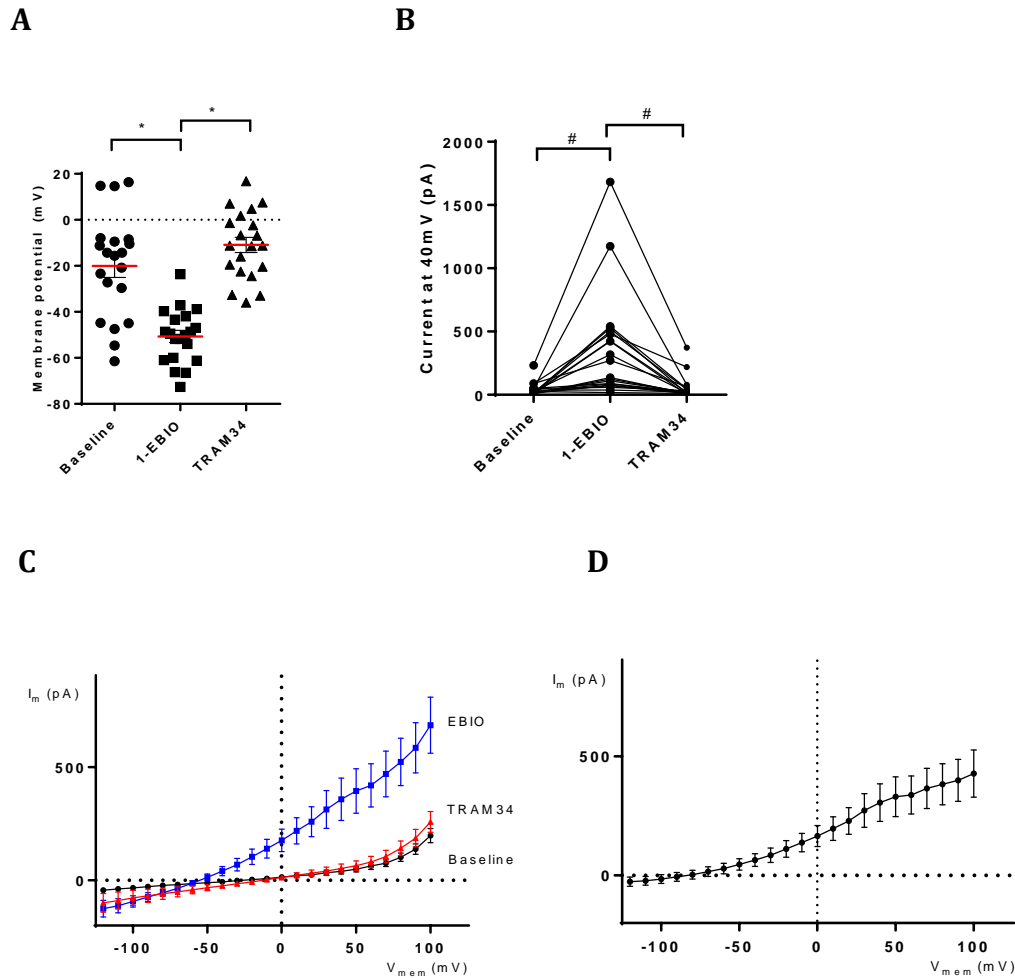 A
B
*
*
20
0
-20
-40
-60
-80
Membrane potential (mV)
Baseline
1-EBIO
TRAM34
#
#
2000
1500
1000
500
0
Current at 40mV (pA)
Baseline
1-EBIO
TRAM34
C
D
Im (pA)
500
0
EBIO
TRAM34
Baseline
-100
-50
0
50
100
Vmem (mV)
Im (pA)
500
0
-100
-50
0
50
100
Vmem (mV)